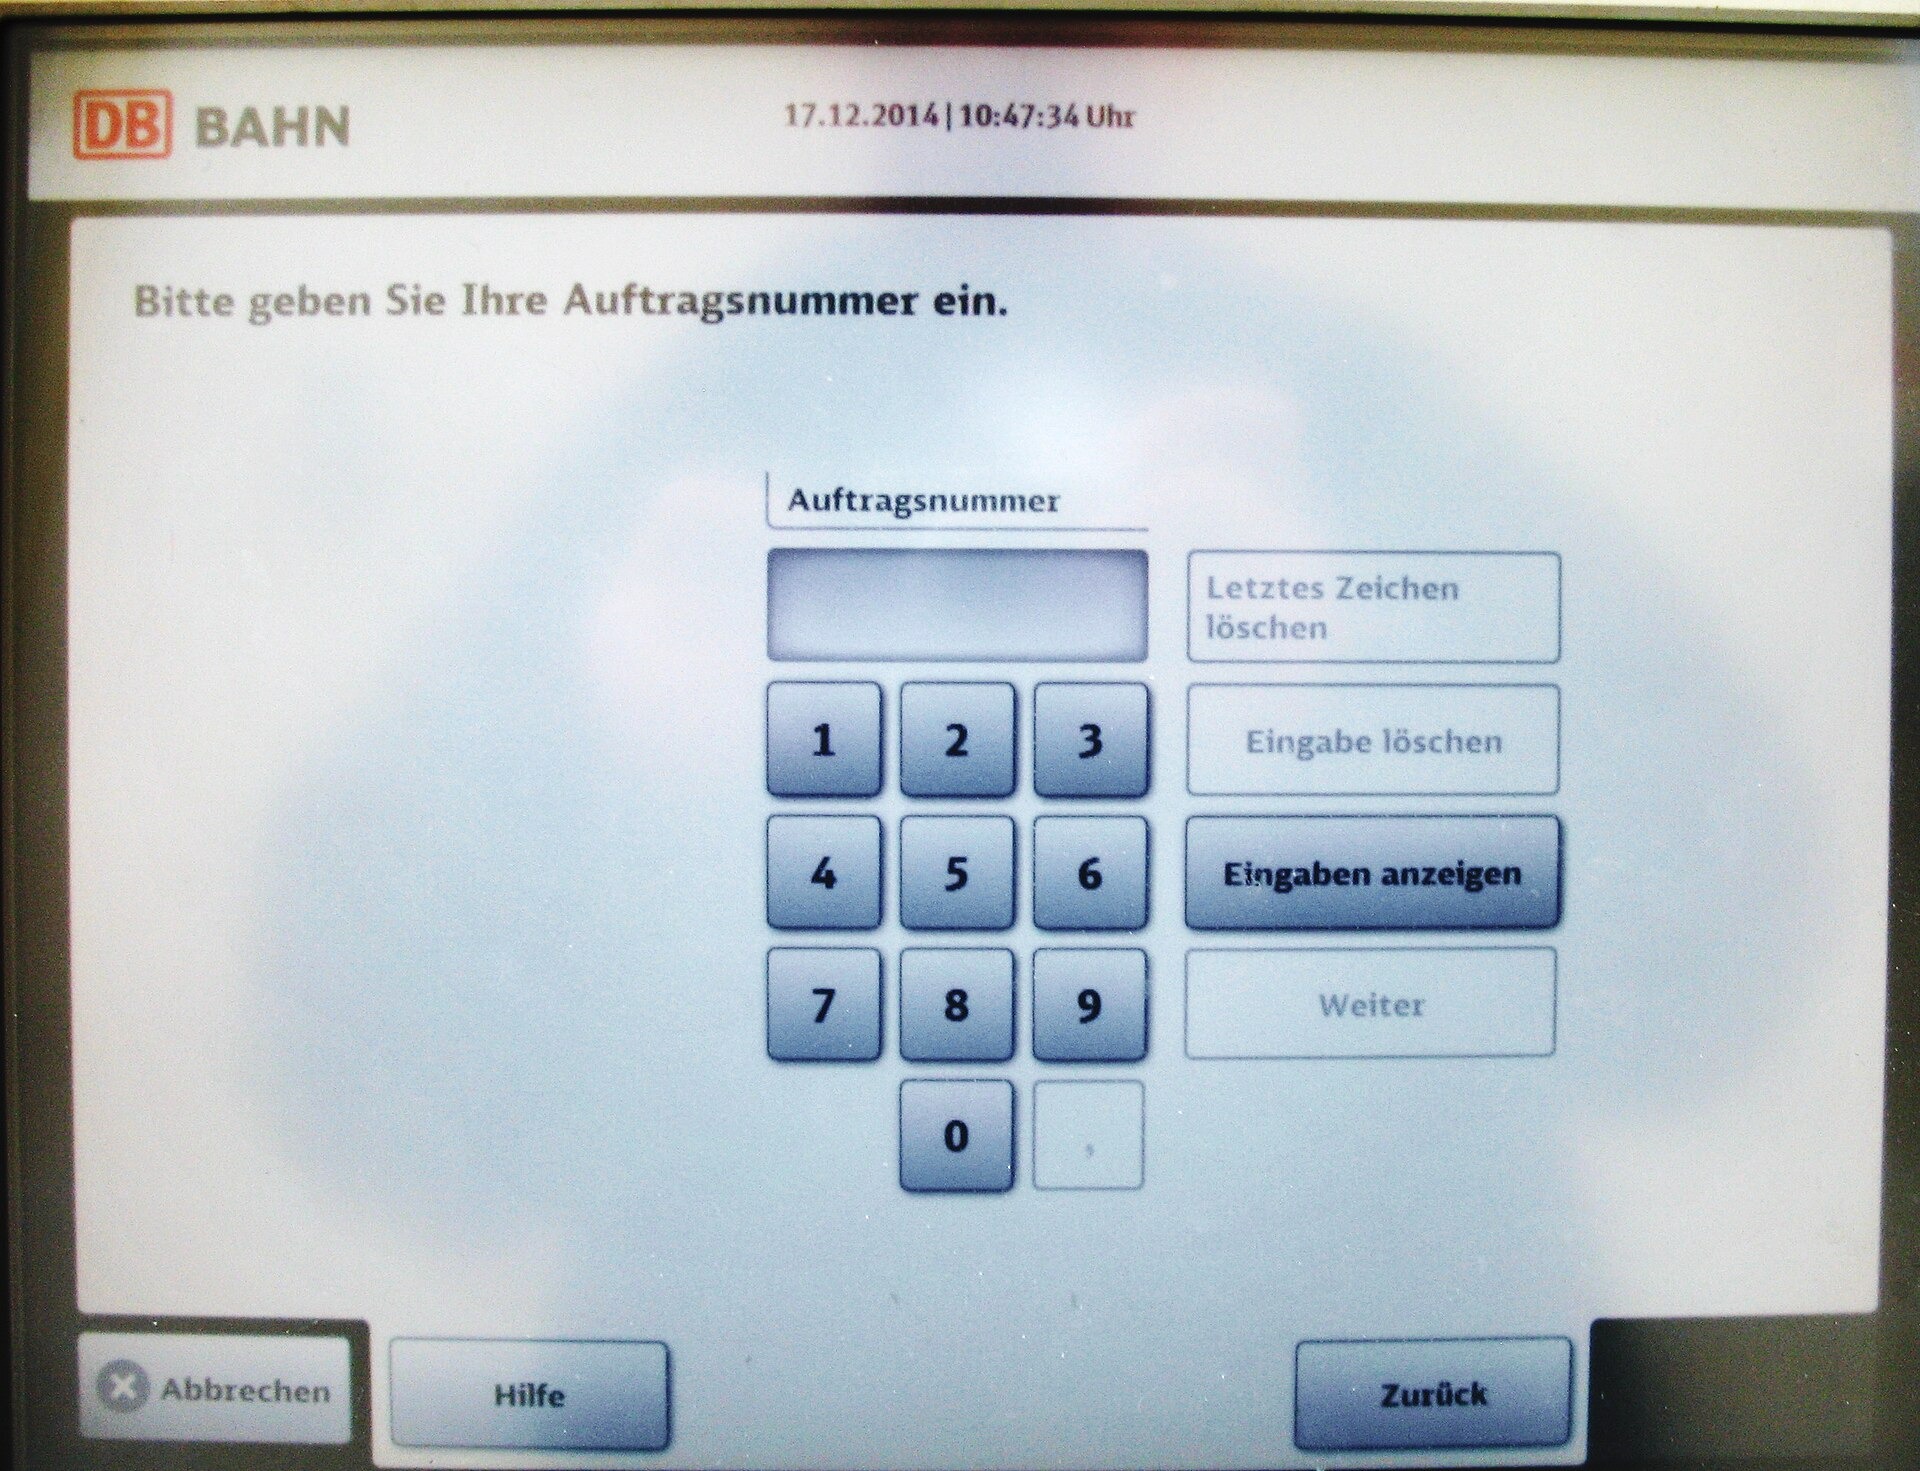 DB BAHN
17.12.2014|10:47:34 Uhr
Bitte geben Sie Ihre Auftragsnummer ein.
Auftragsnummer
Letztes Zeichen
löschen
1 2 3
Eingabe löschen
4 5 6
Eingaben anzeigen
7 8 9
Weiter
0 ,
Abbrechen
Hilfe
Zurück